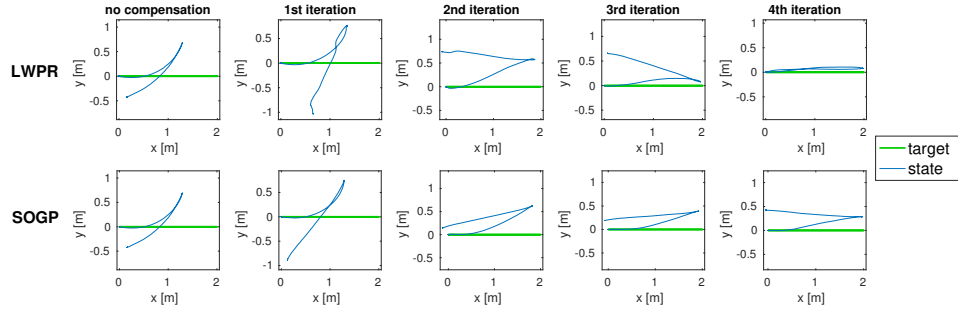 no compensation 1st iteration 2nd iteration 3rd iteration 4th iteration
LWPR
y [m] 1 0.5 0 -0.5 0 1 2 x [m]
y [m] 1 0.5 0 -0.5 -1 0 1 2 x [m]
y [m] 1 0.5 0 -0.5 0 1 2 x [m]
y [m] 1 0.5 0 -0.5 0 1 2 x [m]
y [m] 1 0.5 0 -0.5 0 1 2 x [m]
target
state
SOGP
y [m] 1 0.5 0 -0.5 0 1 2 x [m]
y [m] 0.5 0 -0.5 -1 0 1 2 x [m]
y [m] 1 0.5 0 -0.5 0 1 2 x [m]
y [m] 1 0.5 0 -0.5 0 1 2 x [m]
y [m] 1 0.5 0 -0.5 0 1 2 x [m]